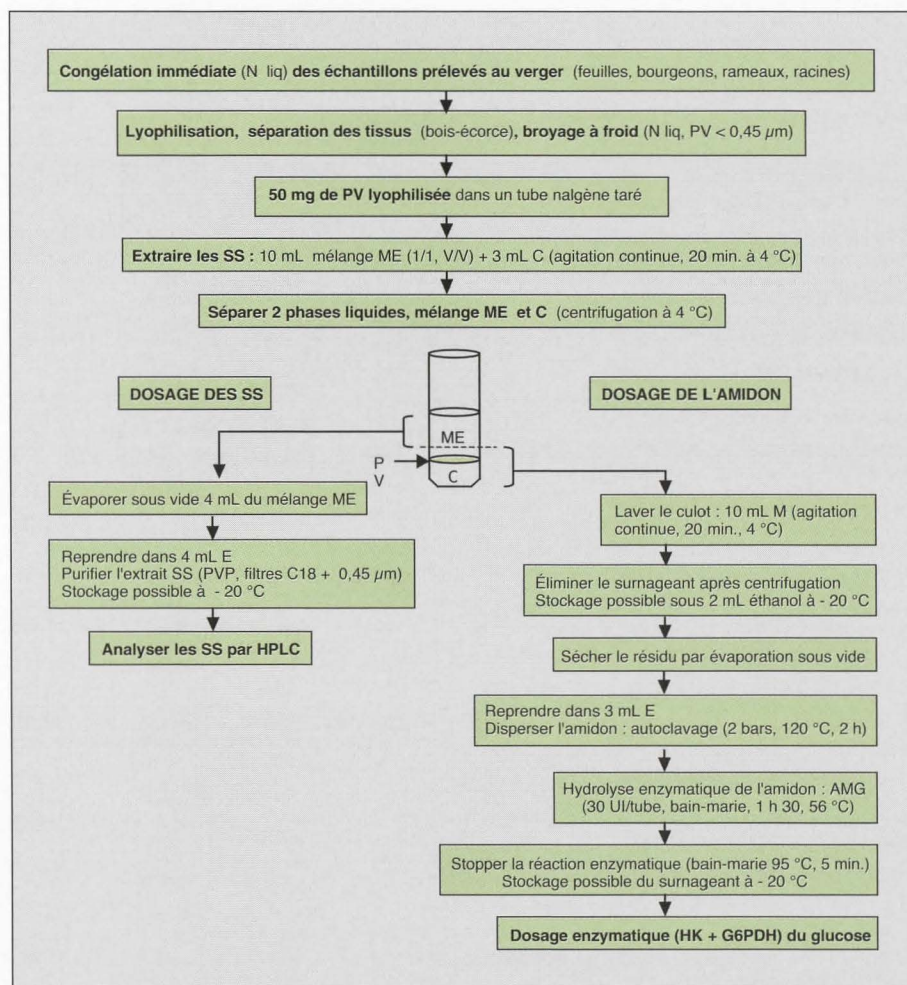 Congélation immédiate (N liq) des échantillons prélevés au verger (feuilles, bourgeons, rameaux, racines)
Lyophilisation, séparation des tissus (bois-écorce), broyage à froid (N liq, PV < 0,45 µm)
50 mg de PV lyophilisée dans un tube nalgène taré
Extraire les SS : 10 mL mélange ME (1/1, V/V) + 3 mL C (agitation continue, 20 min. à 4 °C)
Séparer 2 phases liquides, mélange ME et C (centrifugation à 4 °C)
DOSAGE DES SS
ME
P
V
C
Évaporer sous vide 4 mL du mélange ME
Reprendre dans 4 mL E
Purifier l'extrait SS (PVP, filtres C18 + 0,45 µm)
Stockage possible à - 20 °C
Analyser les SS par HPLC
DOSAGE DE L'AMIDON
Laver le culot : 10 mL M (agitation
continue, 20 min., 4 °C)
Éliminer le surnageant après centrifugation
Stockage possible sous 2 mL éthanol à - 20 °C
Sécher le résidu par évaporation sous vide
Reprendre dans 3 mL E
Disperser l'amidon : autoclavage (2 bars, 120 °C, 2 h)
Hydrolyse enzymatique de l'amidon : AMG
(30 UI/tube, bain-marie, 1 h 30, 56 °C)
Stopper la réaction enzymatique (bain-marie 95 °C, 5 min.)
Stockage possible du surnageant à - 20 °C
Dosage enzymatique (HK + G6PDH) du glucose